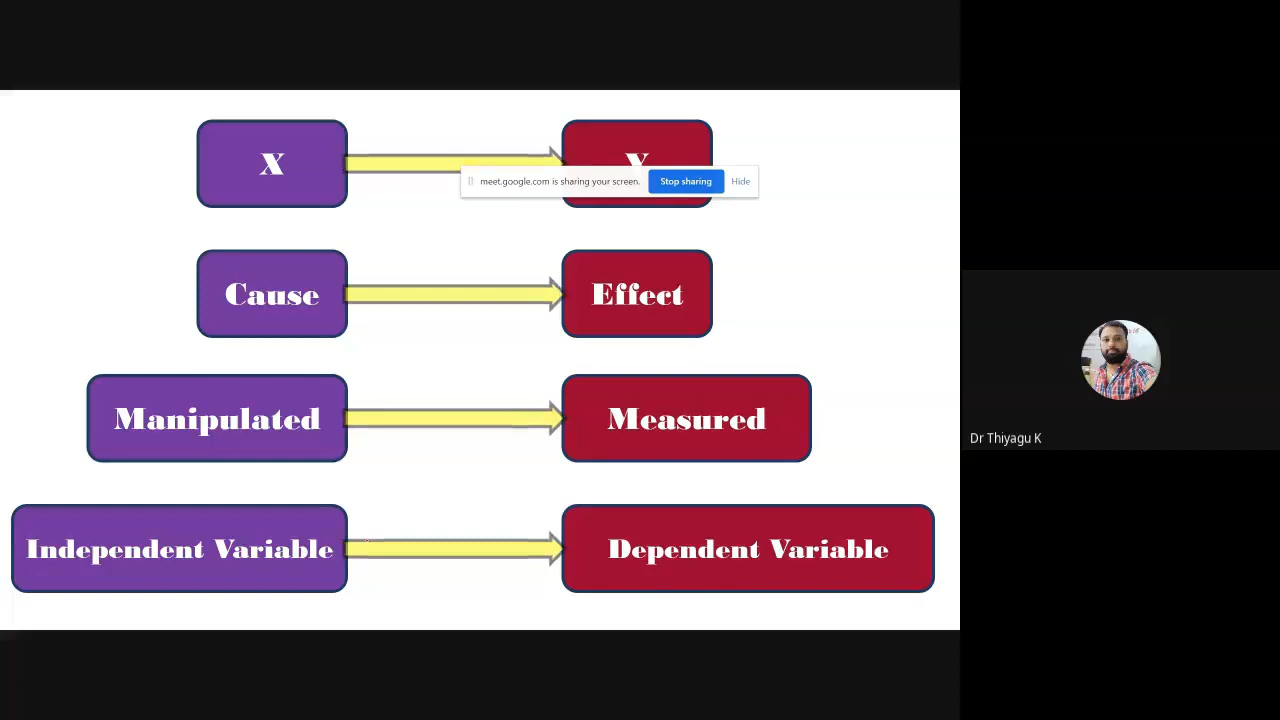 X
Y
meet.google.com is sharing your screen. Stop sharing Hide
Cause
Effect
Manipulated
Measured
Dr Thiyagu K
Independent Variable
Dependent Variable